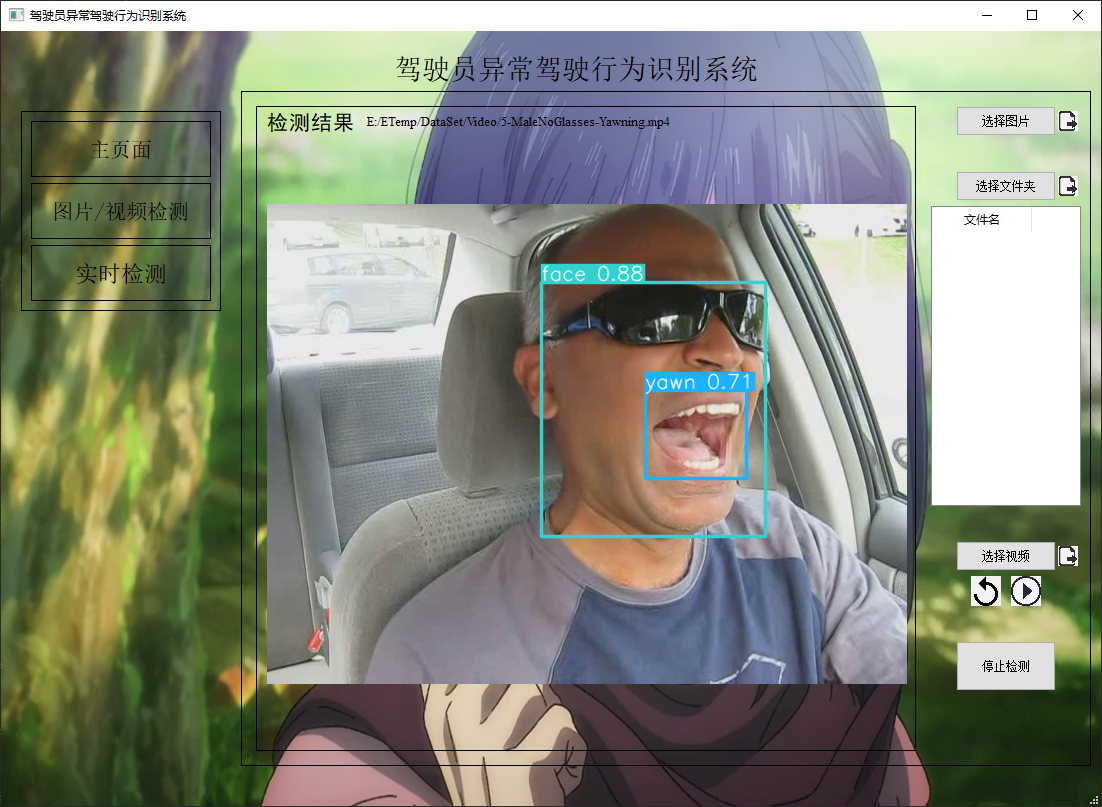 驾驶员异常驾驶行为识别系统
驾驶员异常驾驶行为识别系统
主页面
图片/视频检测
实时检测
检测结果 E:/ETemp/DataSet/Video/5-MaleNoGlasses-Yawning.mp4
face 0.88
yawn 0.71
选择图片
选择文件夹
文件名
选择视频
停止检测